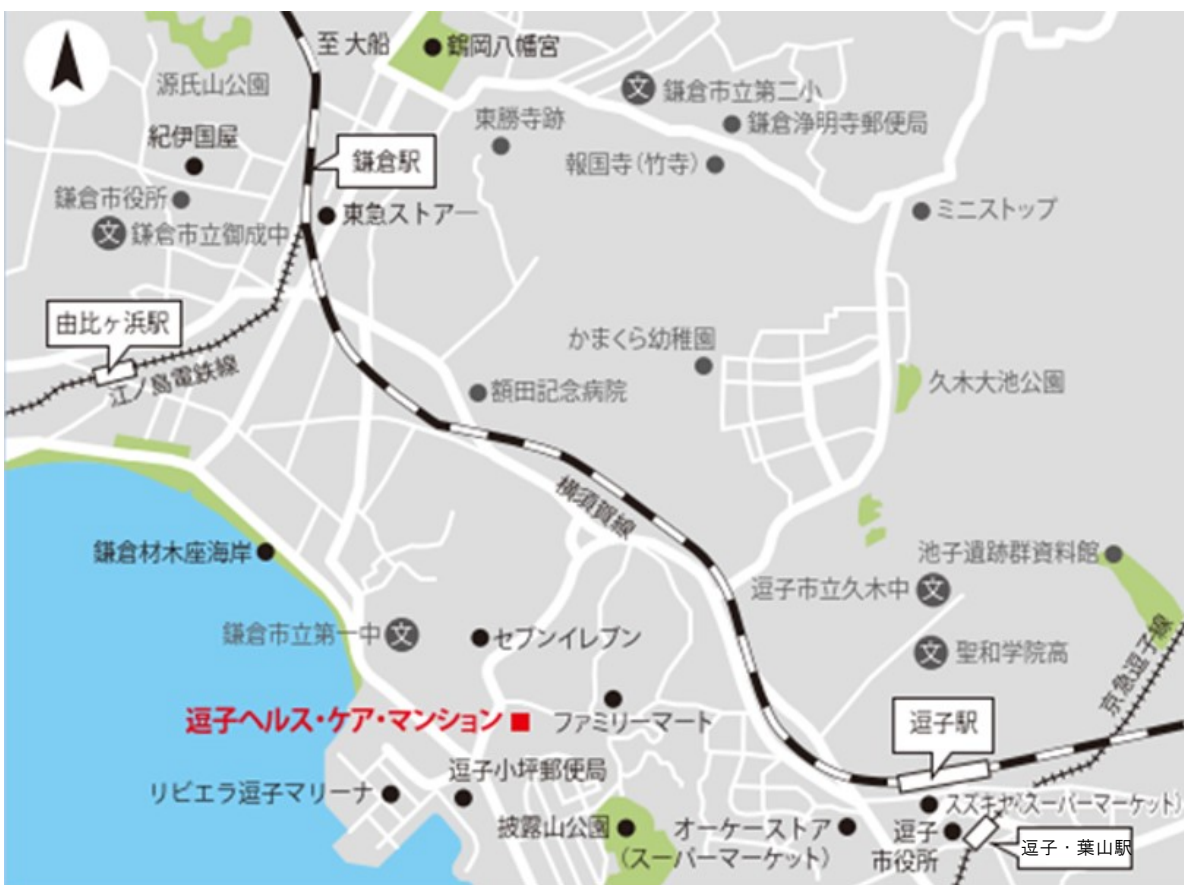 至 大船
鶴岡八幡宮
源氏山公園
鎌倉市立第二小
東勝寺跡
鎌倉浄明寺郵便局
紀伊国屋
鎌倉駅
報国寺(竹寺)
鎌倉市役所
東急ストアー
ミニストップ
鎌倉市立御成中
由比ヶ浜駅
かまくら幼稚園
江ノ島電鉄線
額田記念病院
久木大池公園
横須賀線
鎌倉材木座海岸
池子遺跡群資料館
逗子市立久木中
鎌倉市立第一中
セブンイレブン
聖和学院高
京急逗子線
逗子ヘルス・ケア・マンション
ファミリーマート
逗子駅
逗子小坪郵便局
リビエラ逗子マリーナ
スズキヤ(スーパーマーケット)
披露山公園
オーケーストア
(スーパーマーケット)
逗子
市役所
逗子・葉山駅
文
文
文
文
文